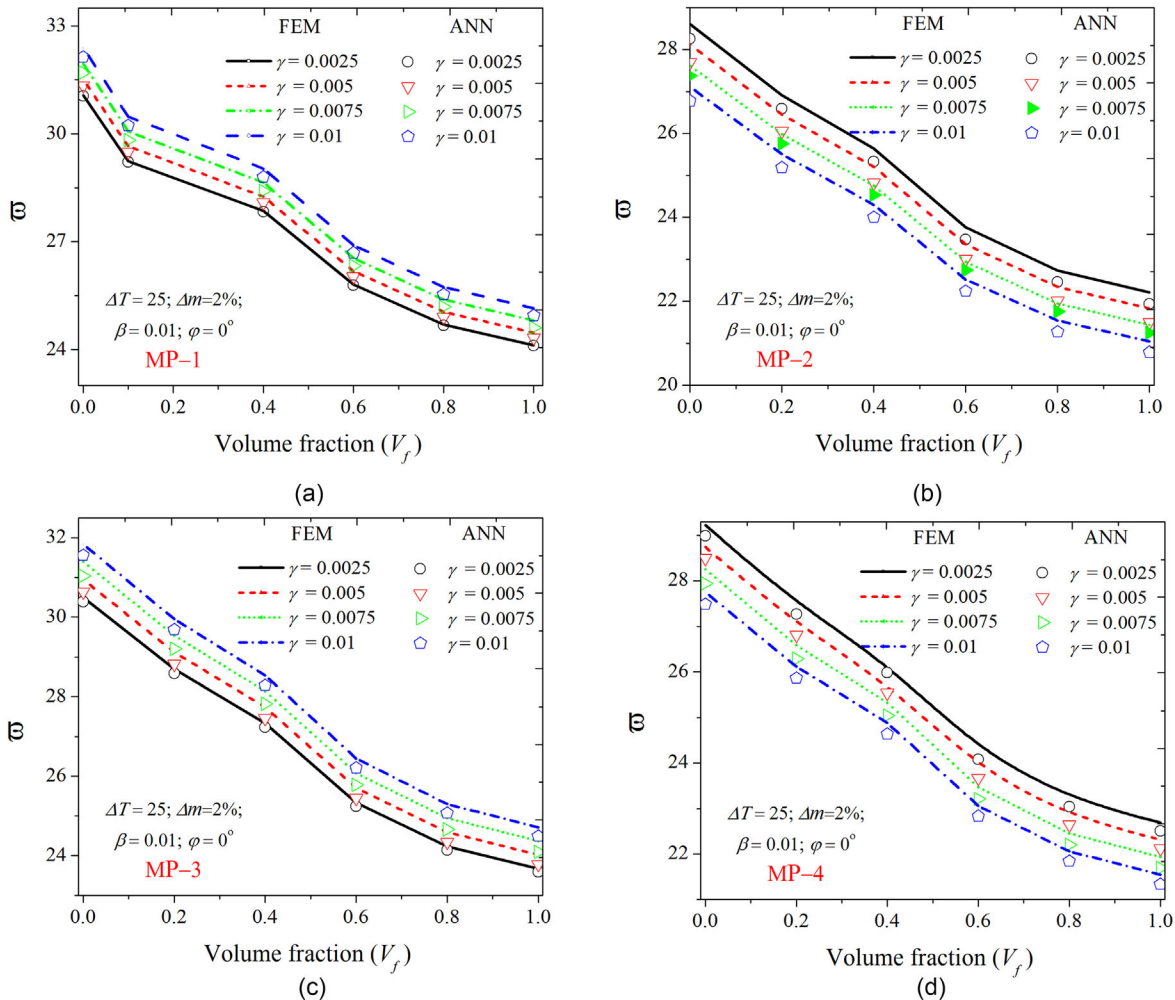 FEM ANN
γ = 0.0025 γ = 0.0025
γ = 0.005 γ = 0.005
γ = 0.0075 γ = 0.0075
γ = 0.01 γ = 0.01
33
30
27
24
ϖ
ΔT = 25; Δm=2%;
β = 0.01; φ = 0°
MP–1
0.0 0.2 0.4 0.6 0.8 1.0
Volume fraction (V_f)
(a)
FEM ANN
γ = 0.0025 γ = 0.0025
γ = 0.005 γ = 0.005
γ = 0.0075 γ = 0.0075
γ = 0.01 γ = 0.01
28
26
24
22
20
ϖ
ΔT = 25; Δm=2%;
β = 0.01; φ = 0°
MP–2
0.0 0.2 0.4 0.6 0.8 1.0
Volume fraction (V_f)
(b)
FEM ANN
γ = 0.0025 γ = 0.0025
γ = 0.005 γ = 0.005
γ = 0.0075 γ = 0.0075
γ = 0.01 γ = 0.01
32
30
28
26
24
ϖ
ΔT = 25; Δm=2%;
β = 0.01; φ = 0°
MP–3
0.0 0.2 0.4 0.6 0.8 1.0
Volume fraction (V_f)
(c)
FEM ANN
γ = 0.0025 γ = 0.0025
γ = 0.005 γ = 0.005
γ = 0.0075 γ = 0.0075
γ = 0.01 γ = 0.01
28
26
24
22
ϖ
ΔT = 25; Δm=2%;
β = 0.01; φ = 0°
MP–4
0.0 0.2 0.4 0.6 0.8 1.0
Volume fraction (V_f)
(d)